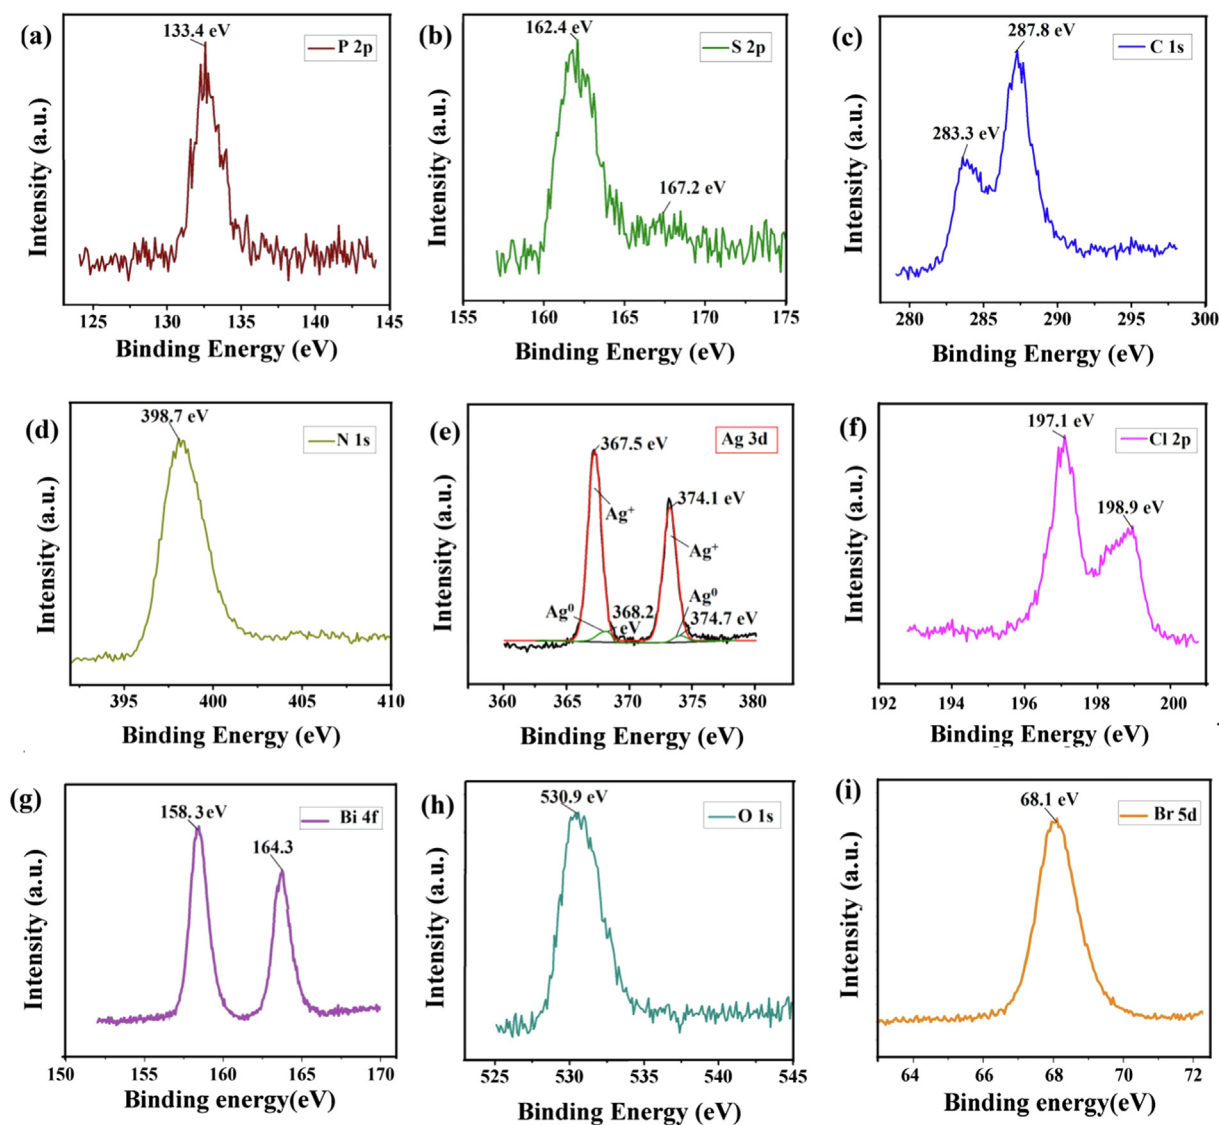 (a)
133.4 eV
P 2p
Intensity (a.u.)
125 130 135 140 145
Binding Energy (eV)
(b)
162.4 eV
S 2p
167.2 eV
Intensity (a.u.)
155 160 165 170 175
Binding Energy (eV)
(c)
287.8 eV
C 1s
283.3 eV
Intensity (a.u.)
280 285 290 295 300
Binding Energy (eV)
(d)
398.7 eV
N 1s
Intensity (a.u.)
395 400 405 410
Binding Energy (eV)
(e)
367.5 eV
Ag 3d
Ag⁺
374.1 eV
Ag⁺
Ag⁰
368.2
eV
Ag⁰
374.7 eV
Intensity (a.u.)
360 365 370 375 380
Binding Energy (eV)
(f)
197.1 eV
Cl 2p
198.9 eV
Intensity (a.u.)
192 194 196 198 200
Binding Energy (eV)
(g)
158.3eV
Bi 4f
164.3
Intensity (a.u.)
150 155 160 165 170
Binding energy(eV)
(h)
530.9 eV
O 1s
Intensity (a.u.)
525 530 535 540 545
Binding Energy (eV)
(i)
68.1 eV
Br 5d
Intensity (a.u.)
64 66 68 70 72
Binding energy(eV)